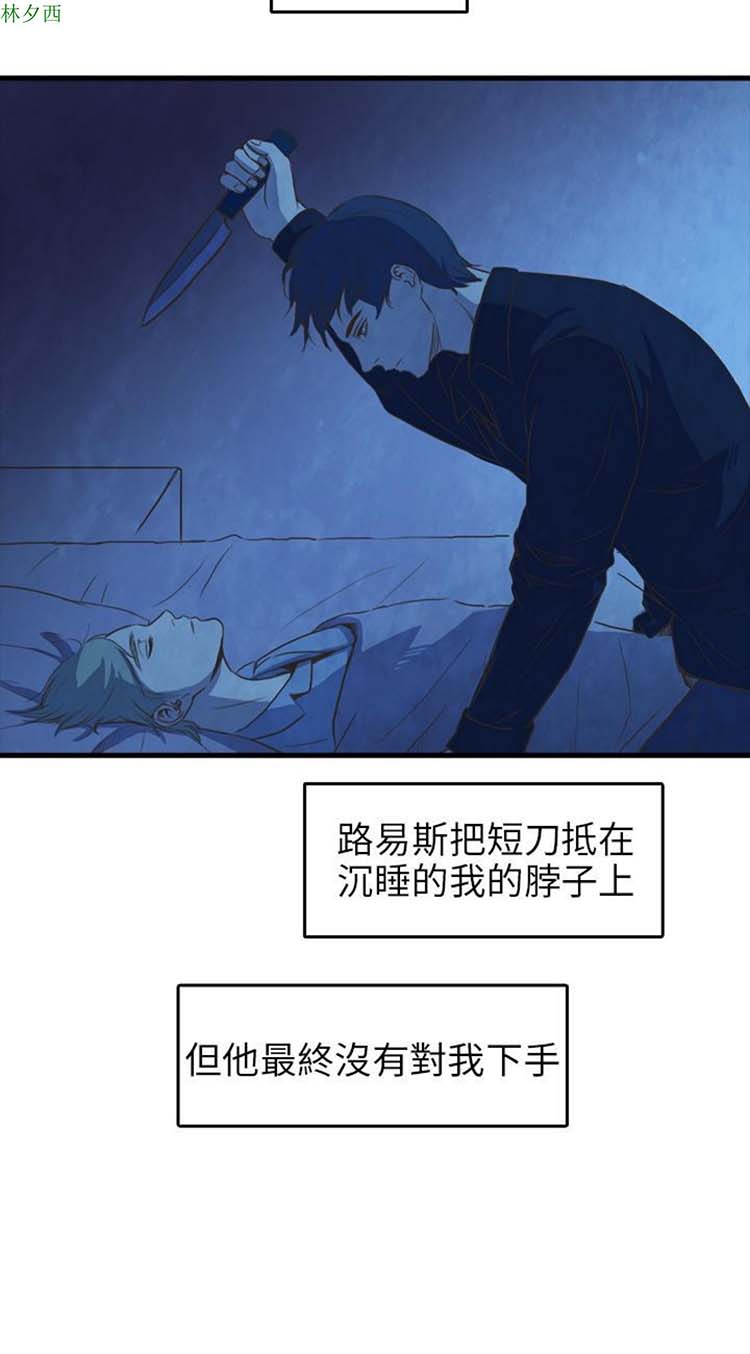 林夕西
路易斯把短刀抵在
沉睡的我的脖子上
但他最終沒有對我下手